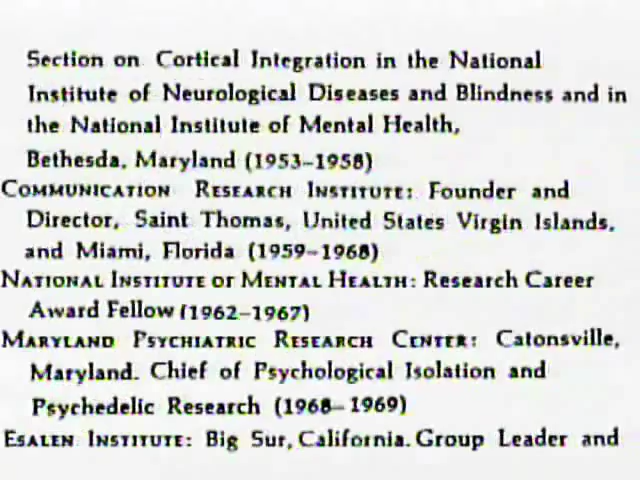 Section on Cortical Integration in the National
Institute of Neurological Diseases and Blindness and in
the National Institute of Mental Health,
Bethesda, Maryland (1953–1958)
COMMUNICATION RESEARCH INSTITUTE: Founder and
Director, Saint Thomas, United States Virgin Islands,
and Miami, Florida (1959–1968)
NATIONAL INSTITUTE OF MENTAL HEALTH: Research Career
Award Fellow (1962–1967)
MARYLAND PSYCHIATRIC RESEARCH CENTER: Catonsville,
Maryland. Chief of Psychological Isolation and
Psychedelic Research (1968–1969)
ESALEN INSTITUTE: Big Sur, California. Group Leader and